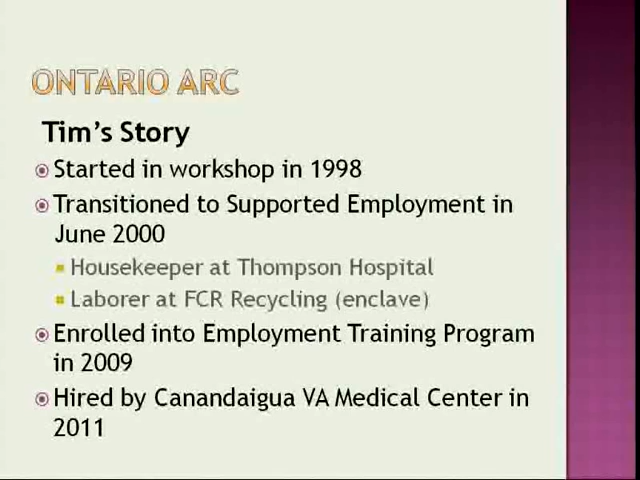 ONTARIO ARC
Tim's Story
Started in workshop in 1998
Transitioned to Supported Employment in
June 2000
Housekeeper at Thompson Hospital
Laborer at FCR Recycling (enclave)
Enrolled into Employment Training Program
in 2009
Hired by Canandaigua VA Medical Center in
2011